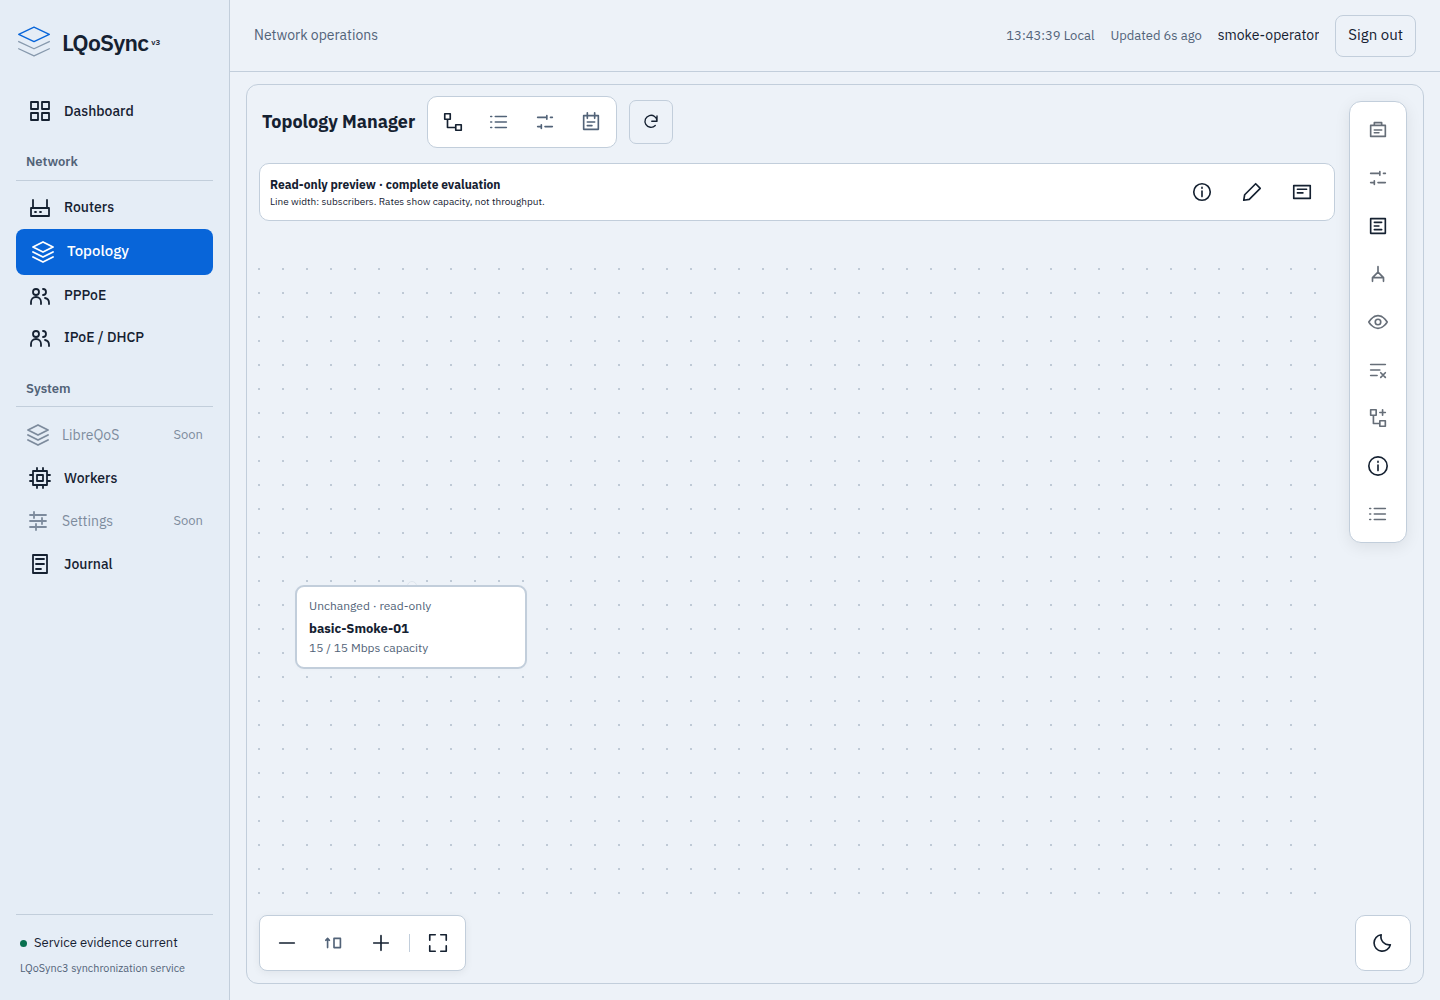 LQoSync v3
Network operations
13:43:39 Local
Updated 6s ago
smoke-operator
Sign out
Dashboard
Network
Routers
Topology
PPPoE
IPoE / DHCP
System
LibreQoS
Soon
Workers
Settings
Soon
Journal
Service evidence current
LQoSync3 synchronization service
Topology Manager
Read-only preview · complete evaluation
Line width: subscribers. Rates show capacity, not throughput.
Unchanged · read-only
basic-Smoke-01
15 / 15 Mbps capacity